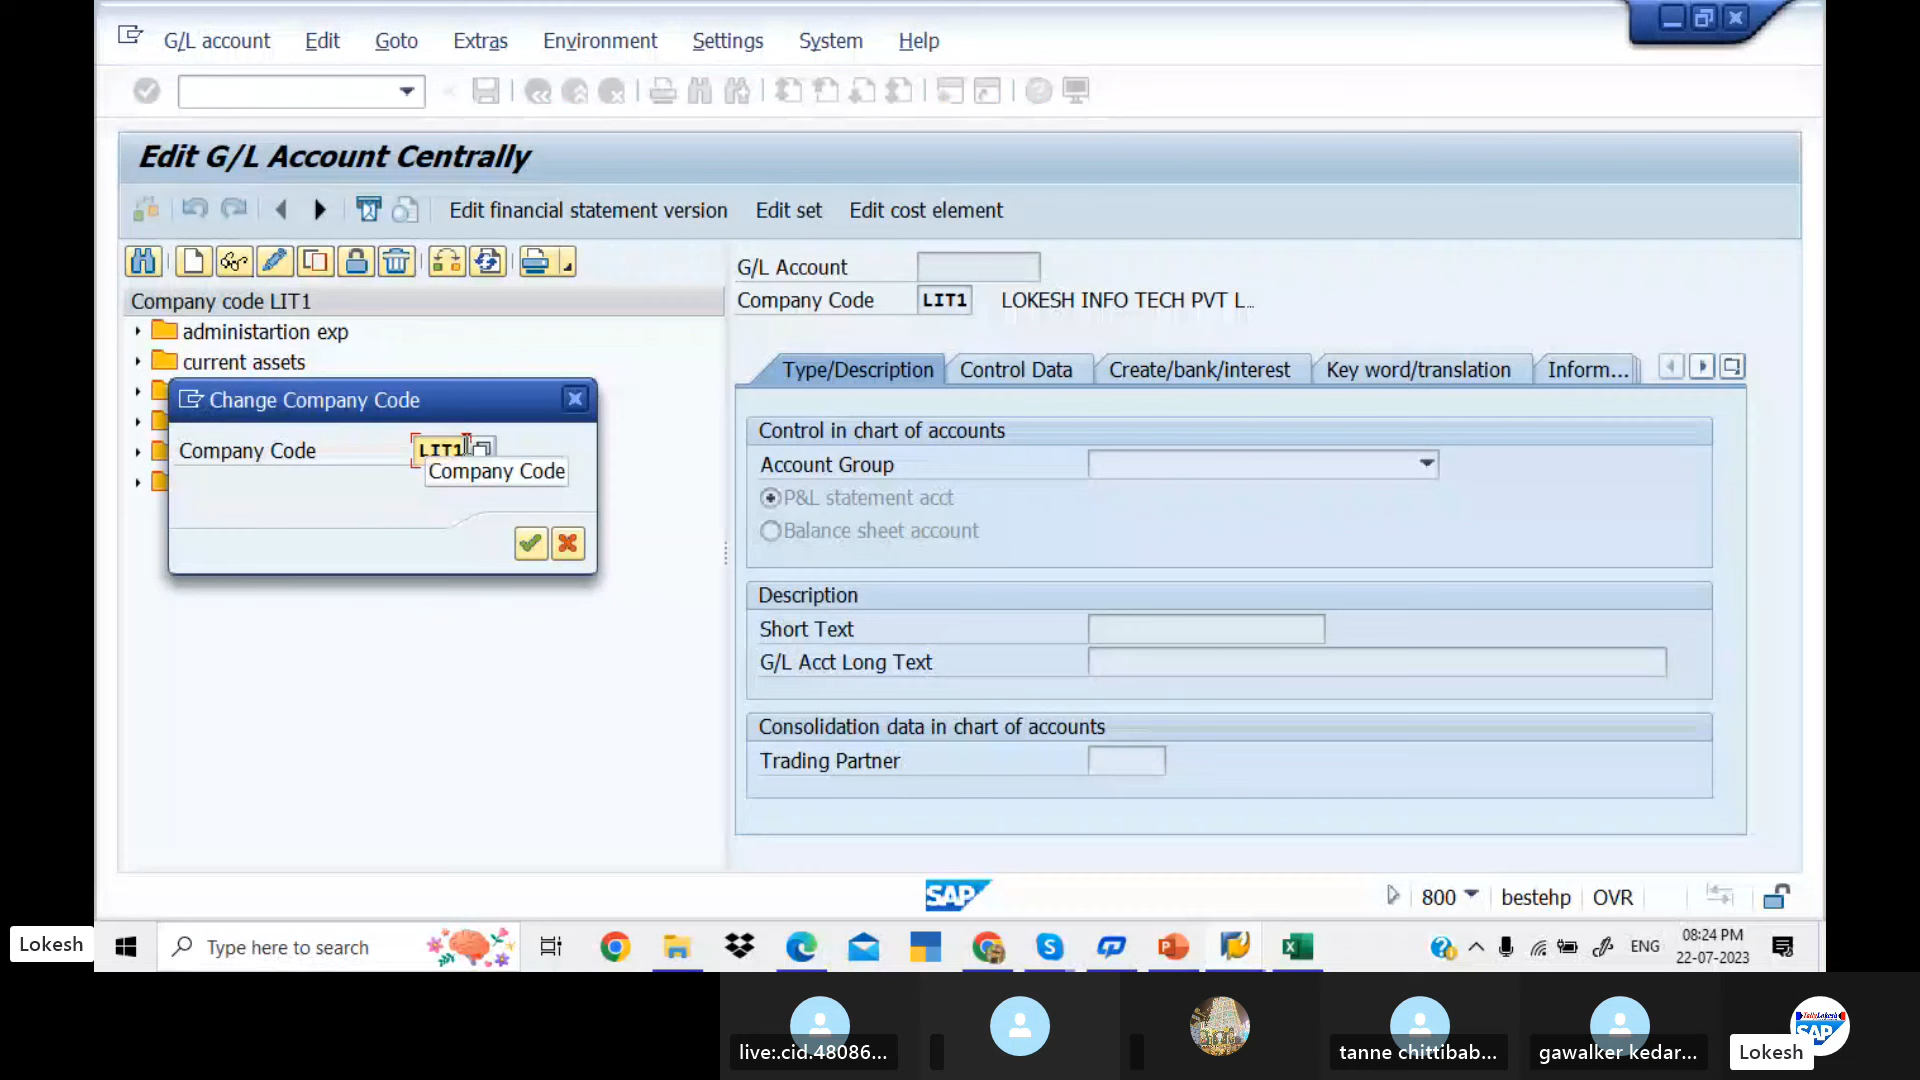 G/L account Edit Goto Extras Environment Settings System Help
Edit G/L Account Centrally
Edit financial statement version Edit set Edit cost element
Company code LIT1
administartion exp
current assets
Change Company Code
Company Code LIT1
Company Code
G/L Account
Company Code LIT1 LOKESH INFO TECH PVT L...
Type/Description Control Data Create/bank/interest Key word/translation Inform...
Control in chart of accounts
Account Group
P&L statement acct
Balance sheet account
Description
Short Text
G/L Acct Long Text
Consolidation data in chart of accounts
Trading Partner
SAP 800 bestehp OVR
Lokesh
Type here to search
ENG
08:24 PM
22-07-2023
live:.cid.48086...
tanne chittibab...
gawalker kedar...
Lokesh
SAP